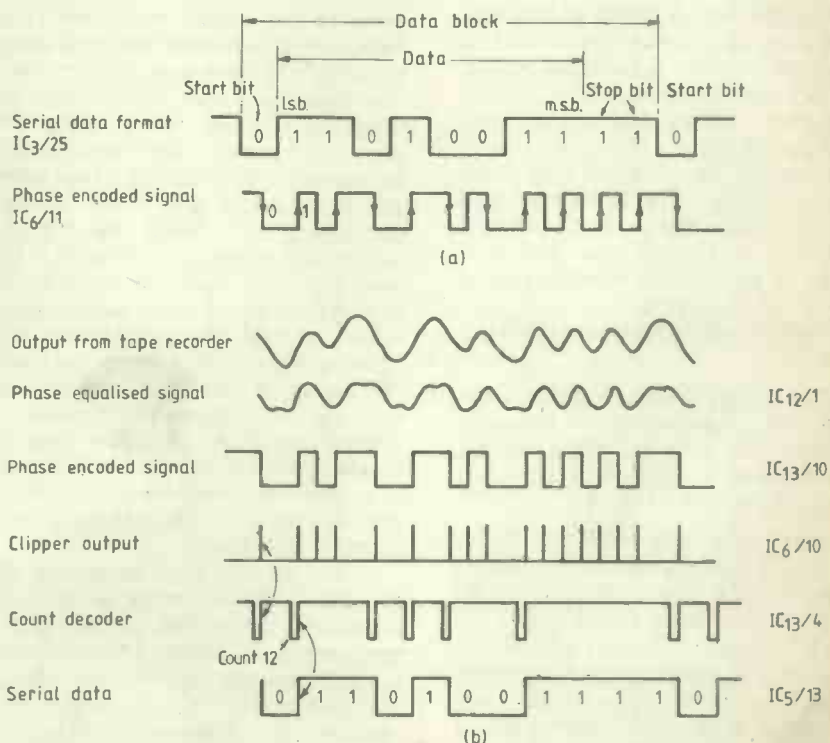 Data block
Data
Start bit l.s.b. m.s.b. Stop bit Start bit
Serial data format
IC3/25
0 1 1 0 1 0 0 1 1 1 1 0
Phase encoded signal
IC6/11
0 1
(a)
Output from tape recorder
Phase equalised signal IC12/1
Phase encoded signal IC13/10
Clipper output IC6/10
Count decoder IC13/4
Count 12
Serial data 0 1 1 0 1 0 0 1 1 1 1 0 IC5/13
(b)